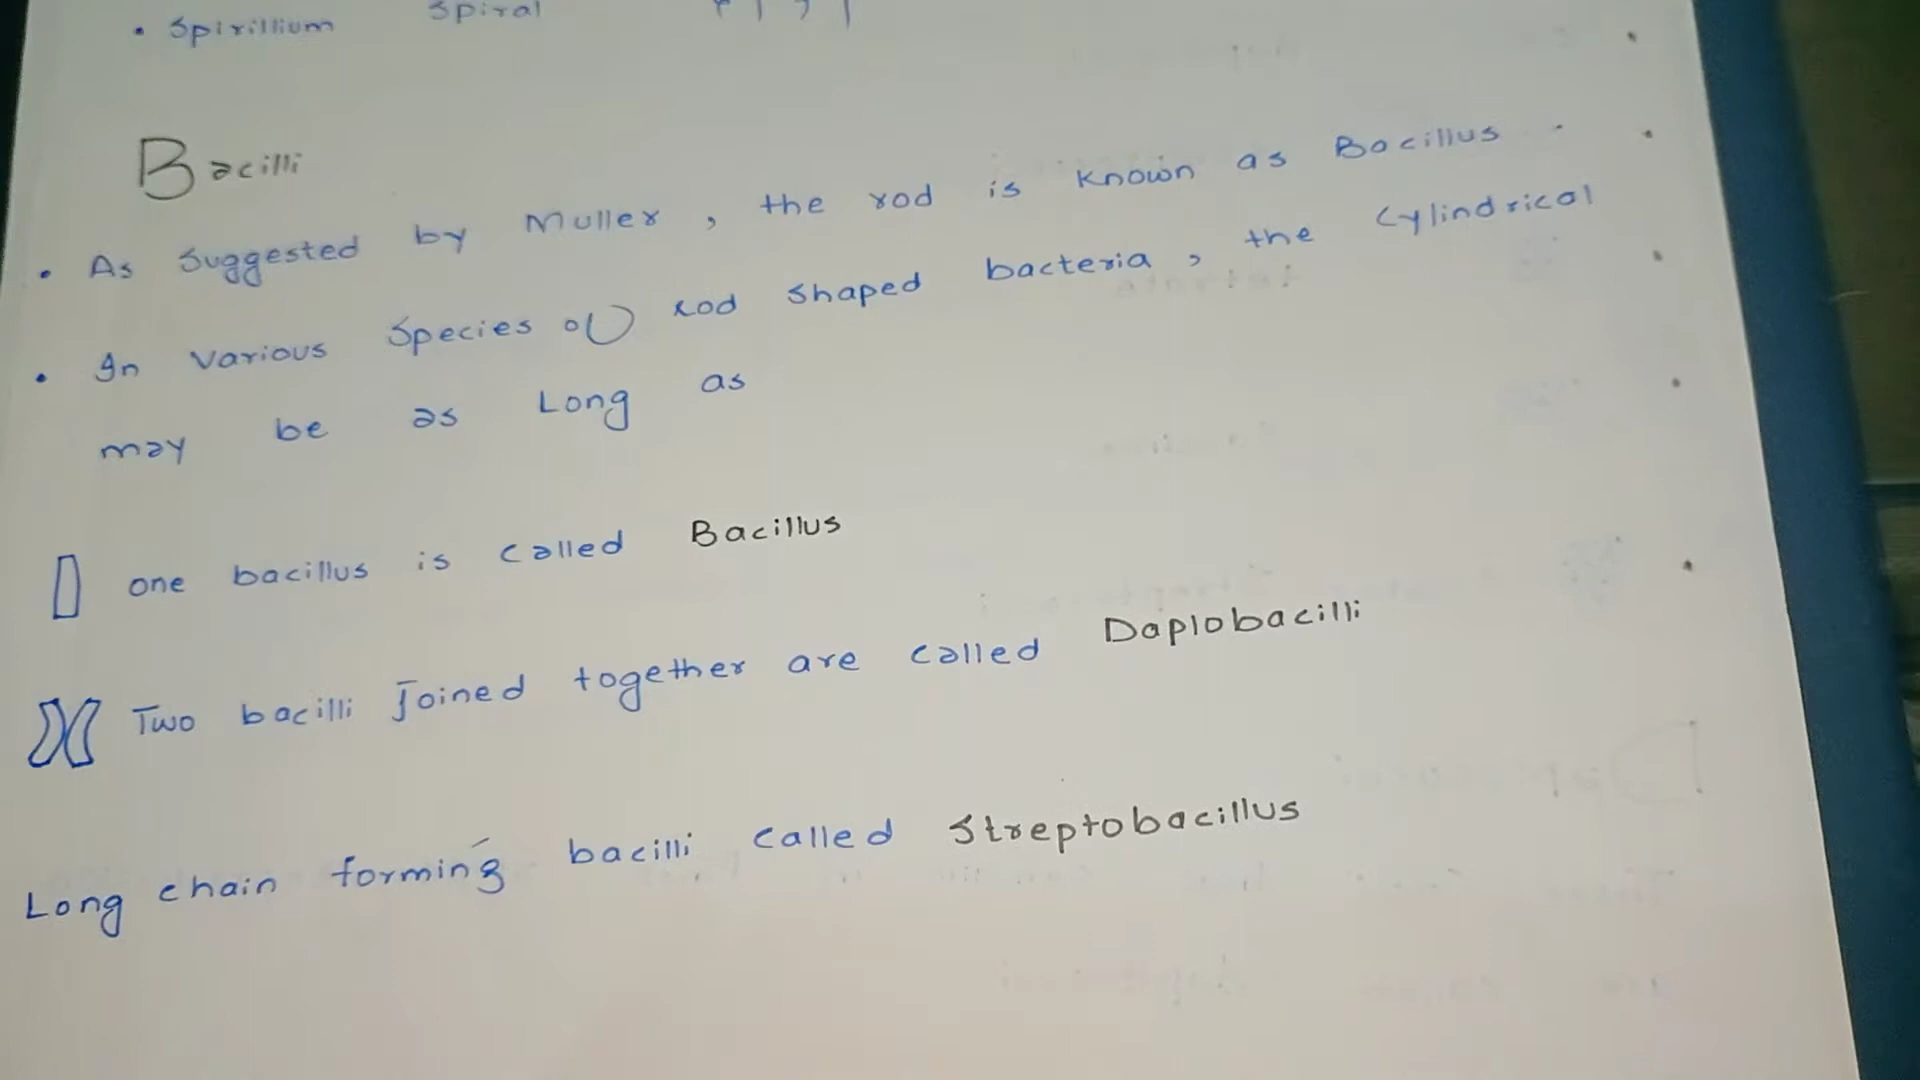 • Spirillium Spiral
Bacilli
• As Suggested by Muller, the rod is known as Bacillus.
• In various Species of rod shaped bacteria, the cylindrical
may be as Long as
one bacillus is called Bacillus
Two bacilli Joined together are called Daplobacilli
Long chain forming bacilli called Streptobacillus